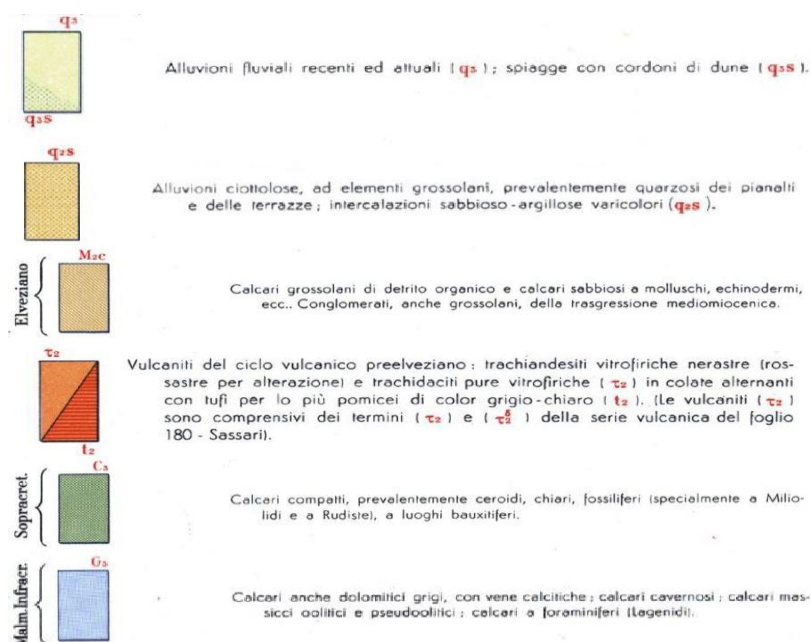 q₃
Alluvioni fluviali recenti ed attuali ( q₃ ) ; spiagge con cordoni di dune ( q₃s ).
q₃s
q₂s
Alluvioni ciottolose, ad elementi grossolani, prevalentemente quarzosi dei pianalti
e delle terrazze ; intercalazioni sabbioso-argillose varicolori ( q₂s ).
Elveziano
M₂c
Calcari grossolani di detrito organico e calcari sabbiosi a molluschi, echinodermi,
ecc.. Conglomerati, anche grossolani, della trasgressione mediomiocenica.
τ₂
Vulcaniti del ciclo vulcanico preelveziano : trachiandesiti vitrofiriche nerastre (ros-
sastre per alterazione) e trachidaciti pure vitrofiriche ( τ₂ ) in colate alternanti
con tufi per lo più pomicei di color grigio-chiaro ( t₂ ). (Le vulcaniti ( τ₂ )
sono comprensivi dei termini ( τ₂ ) e ( τ₂ᵟ ) della serie vulcanica del foglio
180 - Sassari).
t₂
Sopracret.
C₃
Calcari compatti, prevalentemente ceroidi, chiari, fossiliferi (specialmente a Milio-
lidi e a Rudiste), a luoghi bauxitiferi.
Malm.Infracr.
G₅
Calcari anche dolomitici grigi, con vene calcitiche ; calcari cavernosi ; calcari mas-
sicci oolitici e pseudoolitici ; calcari a foraminiferi (Lagenidi).